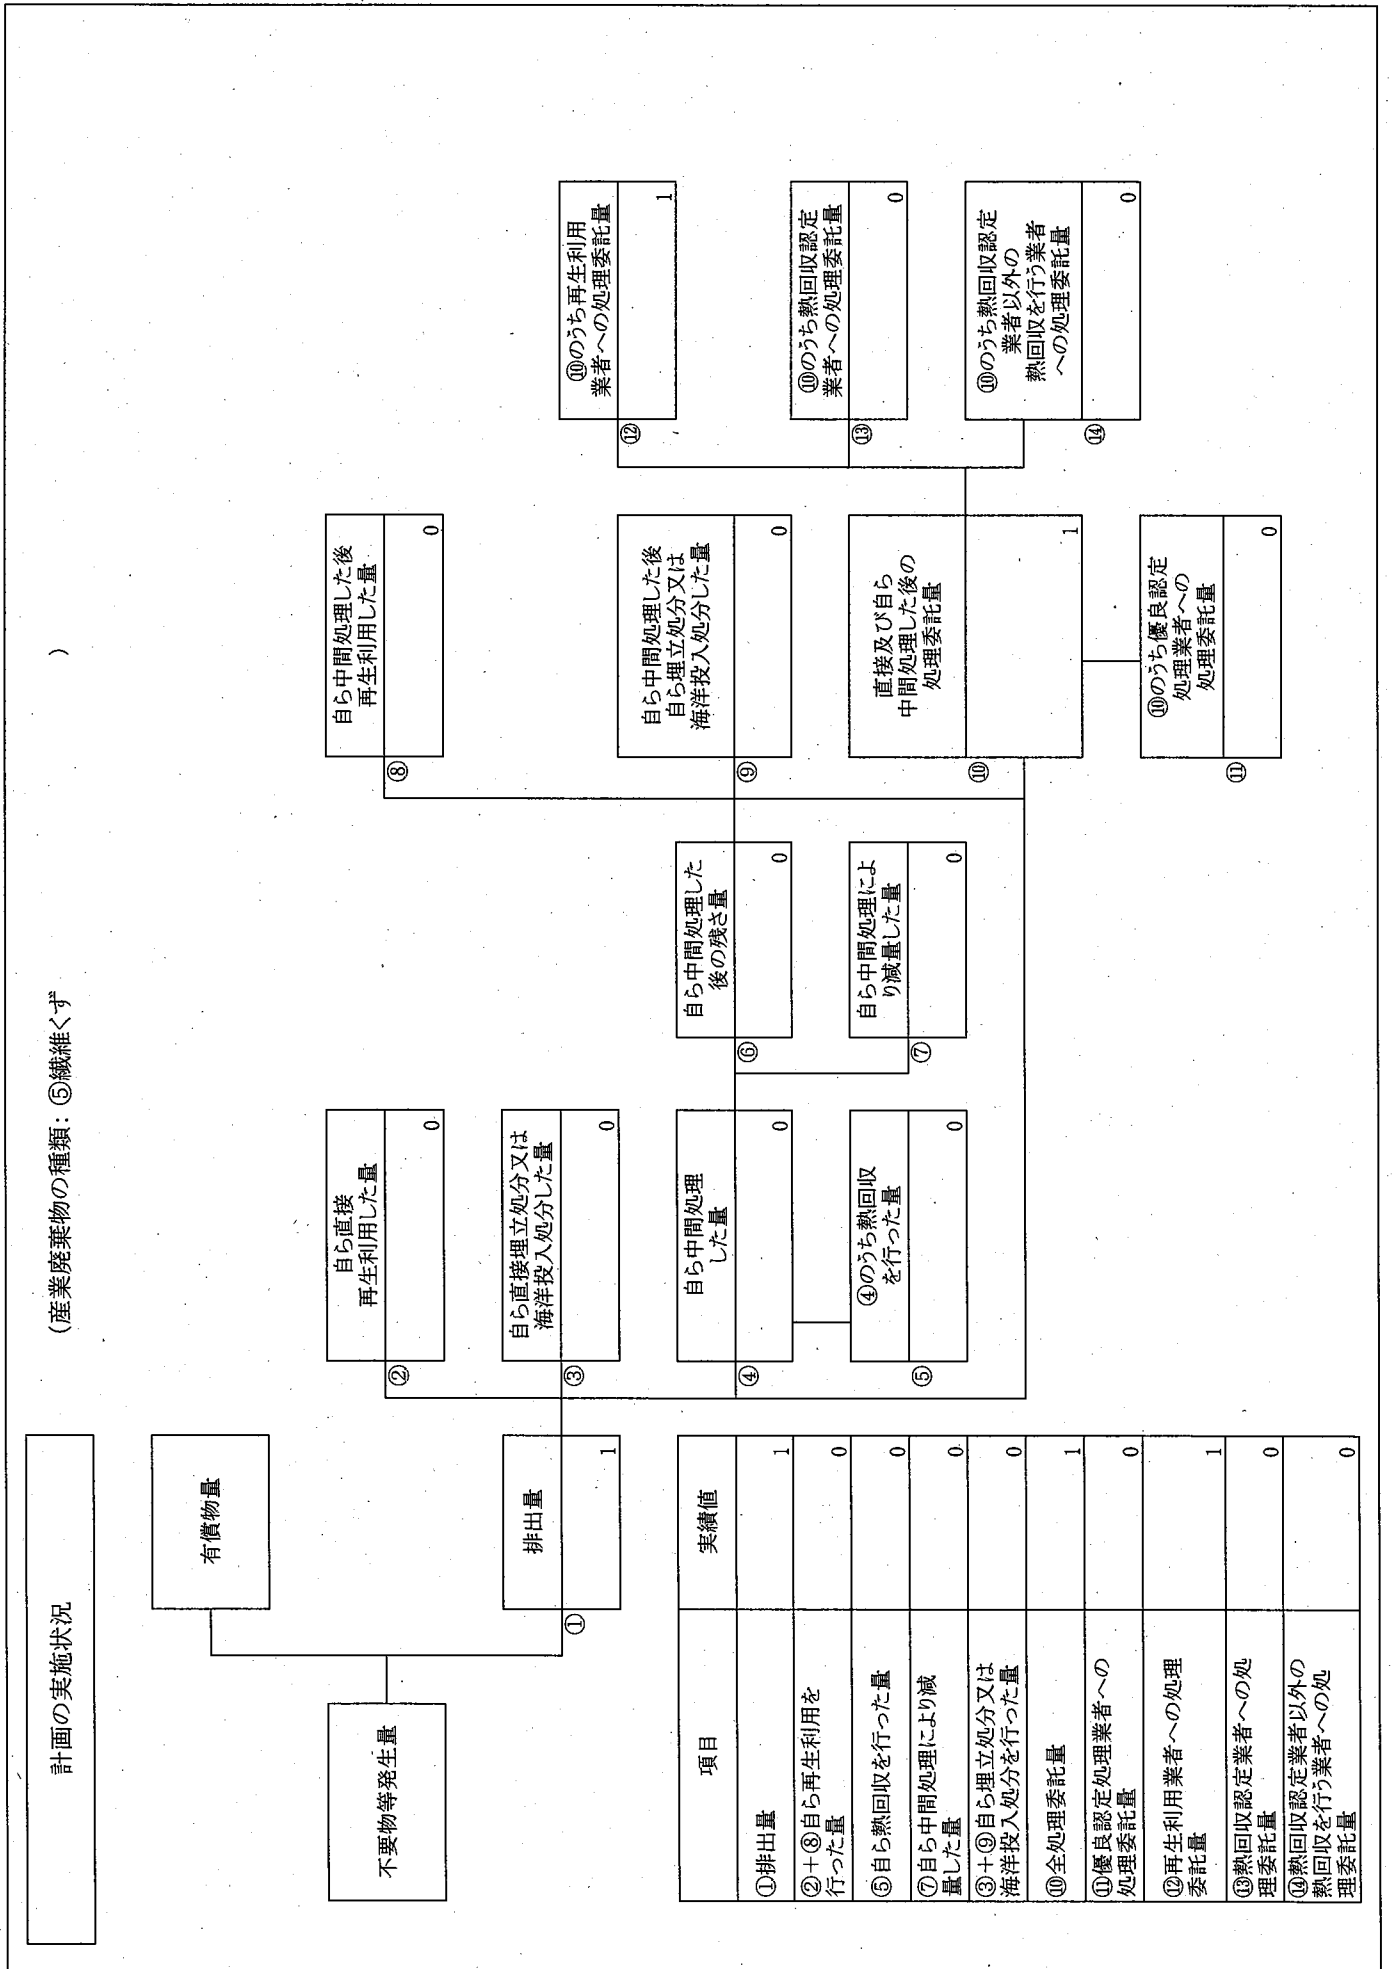 計画の実施状況
(産業廃棄物の種類：⑤繊維くず
)
不要物等発生量
有償物量
①
排出量
1
②
自ら直接
再生利用した量
0
③
自ら直接埋立処分又は
海洋投入処分した量
0
④
自ら中間処理
した量
0
⑤
④のうち熱回収
を行った量
0
⑥
自ら中間処理した
後の残さ量
0
⑦
自ら中間処理によ
り減量した量
0
⑧
自ら中間処理した後
再生利用した量
0
⑨
自ら中間処理した後
自ら埋立処分又は
海洋投入処分した量
0
⑩
直接及び自ら
中間処理した後の
処理委託量
1
⑪
⑩のうち優良認定
処理業者への
処理委託量
0
⑫
⑩のうち再生利用
業者への処理委託量
1
⑬
⑩のうち熱回収認定
業者への処理委託量
0
⑭
⑩のうち熱回収認定
業者以外の
熱回収を行う業者
への処理委託量
0
項目
実績値
①排出量
1
②＋⑧自ら再生利用を
行った量
0
⑤自ら熱回収を行った量
0
⑦自ら中間処理により減
量した量
0
③＋⑨自ら埋立処分又は
海洋投入処分を行った量
0
⑩全処理委託量
1
⑪優良認定処理業者への
処理委託量
0
⑫再生利用業者への処理
委託量
1
⑬熱回収認定業者への処
理委託量
0
⑭熱回収認定業者以外の
熱回収を行う業者への処
理委託量
0